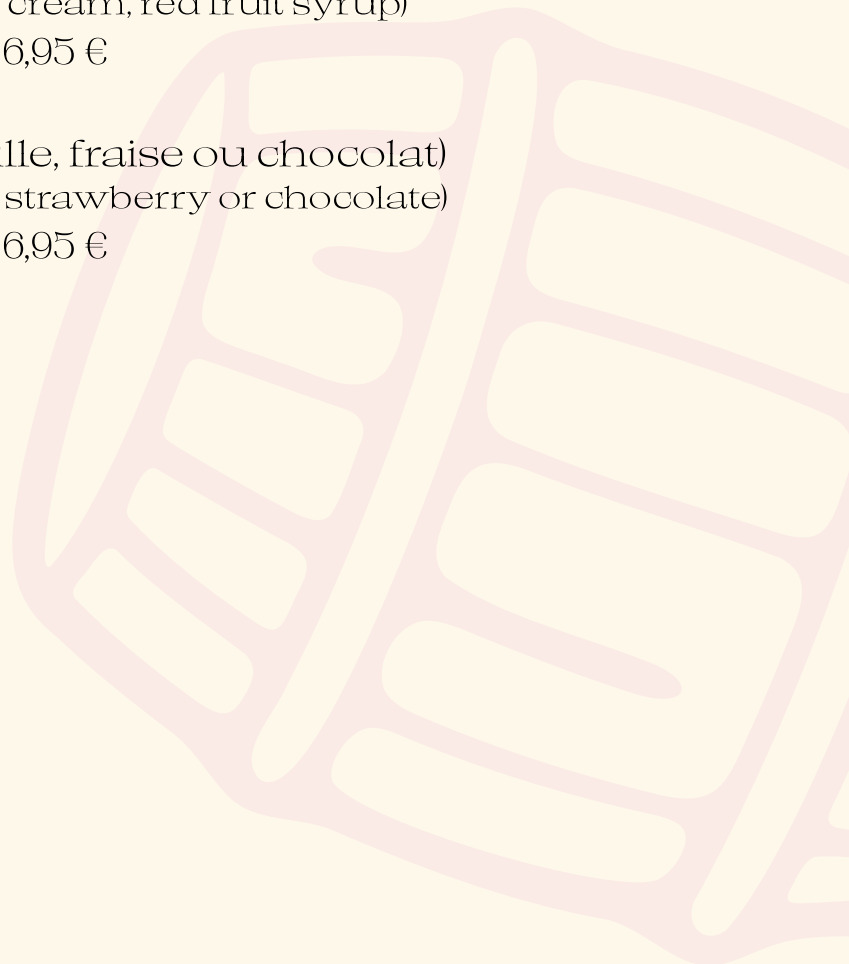 cream, red fruit syrup)
6,95 €
lle, fraise ou chocolat)
strawberry or chocolate)
6,95 €